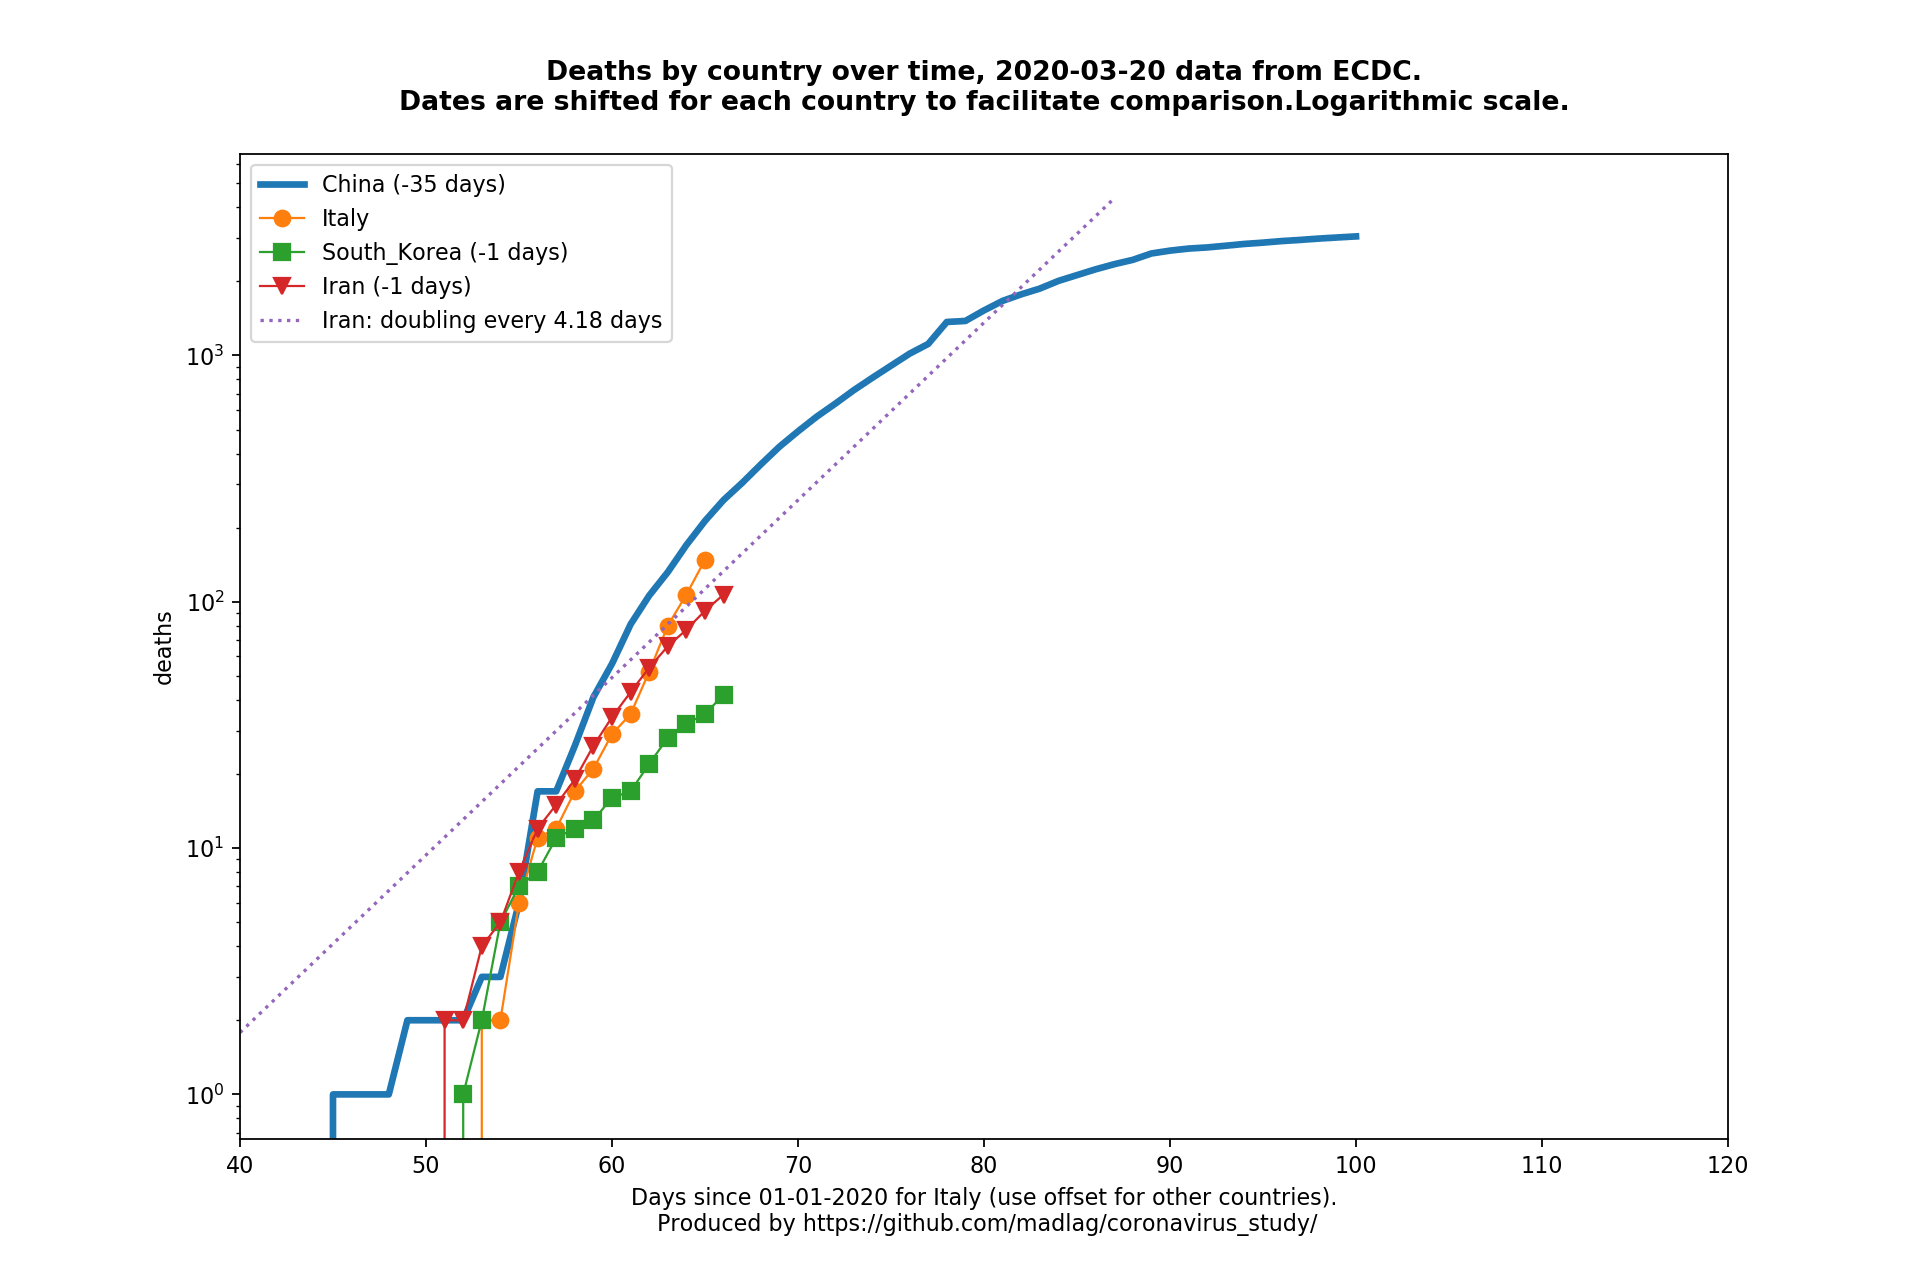 Deaths by country over time, 2020-03-20 data from ECDC.
Dates are shifted for each country to facilitate comparison.Logarithmic scale.
China (-35 days)
Italy
South_Korea (-1 days)
Iran (-1 days)
Iran: doubling every 4.18 days
10³
10²
10¹
10⁰
deaths
40 50 60 70 80 90 100 110 120
Days since 01-01-2020 for Italy (use offset for other countries).
Produced by https://github.com/madlag/coronavirus_study/